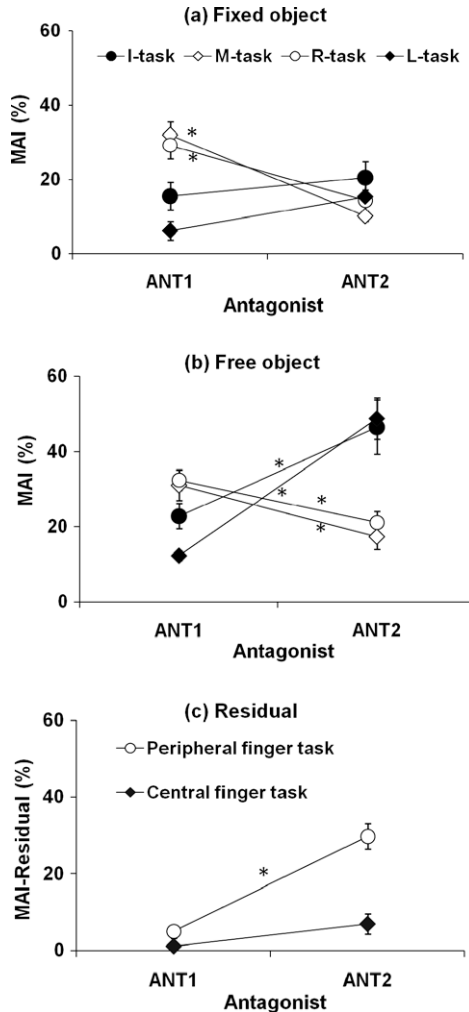 (a) Fixed object
60
I-task M-task R-task L-task
40
MAI (%)
*
*
20
0
ANT1 ANT2
Antagonist
(b) Free object
60
40
MAI (%)
* 
* *
20
*
0
ANT1 ANT2
Antagonist
(c) Residual
60
Peripheral finger task
Central finger task
40
MAI-Residual (%)
*
20
0
ANT1 ANT2
Antagonist